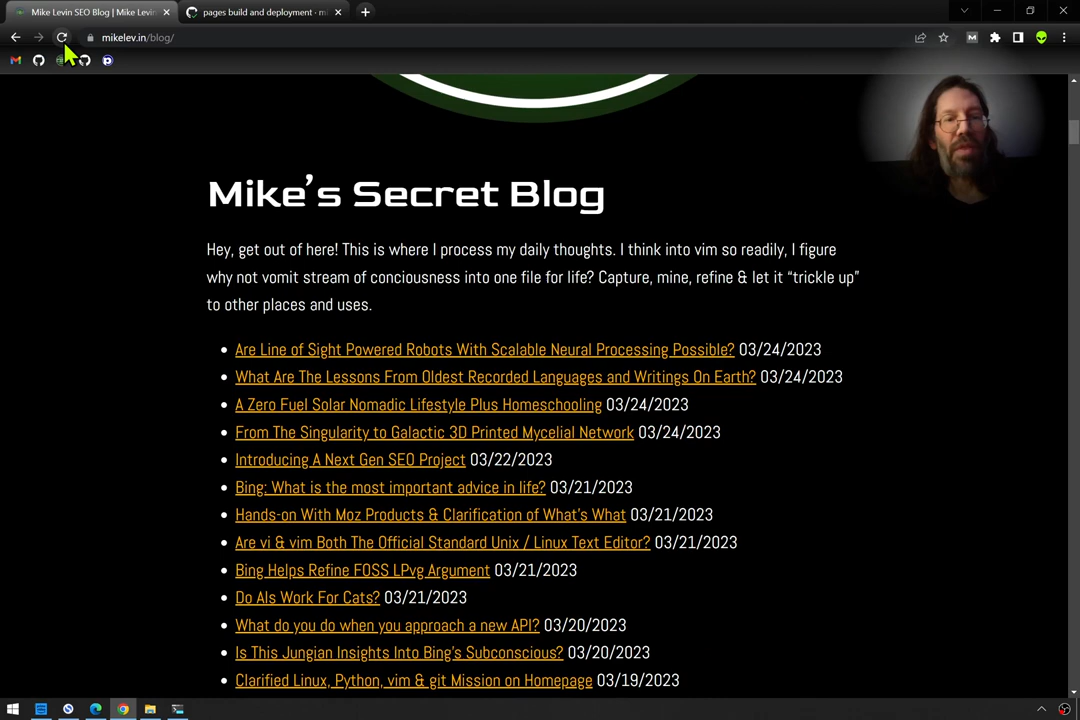 Mike Levin SEO Blog | Mike Levin
pages build and deployment · mi
mikelev.in/blog/
Mike's Secret Blog
Hey, get out of here! This is where I process my daily thoughts. I think into vim so readily, I figure
why not vomit stream of conciousness into one file for life? Capture, mine, refine & let it “trickle up”
to other places and uses.
Are Line of Sight Powered Robots With Scalable Neural Processing Possible? 03/24/2023
What Are The Lessons From Oldest Recorded Languages and Writings On Earth? 03/24/2023
A Zero Fuel Solar Nomadic Lifestyle Plus Homeschooling 03/24/2023
From The Singularity to Galactic 3D Printed Mycelial Network 03/24/2023
Introducing A Next Gen SEO Project 03/22/2023
Bing: What is the most important advice in life? 03/21/2023
Hands-on With Moz Products & Clarification of What's What 03/21/2023
Are vi & vim Both The Official Standard Unix / Linux Text Editor? 03/21/2023
Bing Helps Refine FOSS LPvg Argument 03/21/2023
Do AIs Work For Cats? 03/21/2023
What do you do when you approach a new API? 03/20/2023
Is This Jungian Insights Into Bing's Subconscious? 03/20/2023
Clarified Linux, Python, vim & git Mission on Homepage 03/19/2023